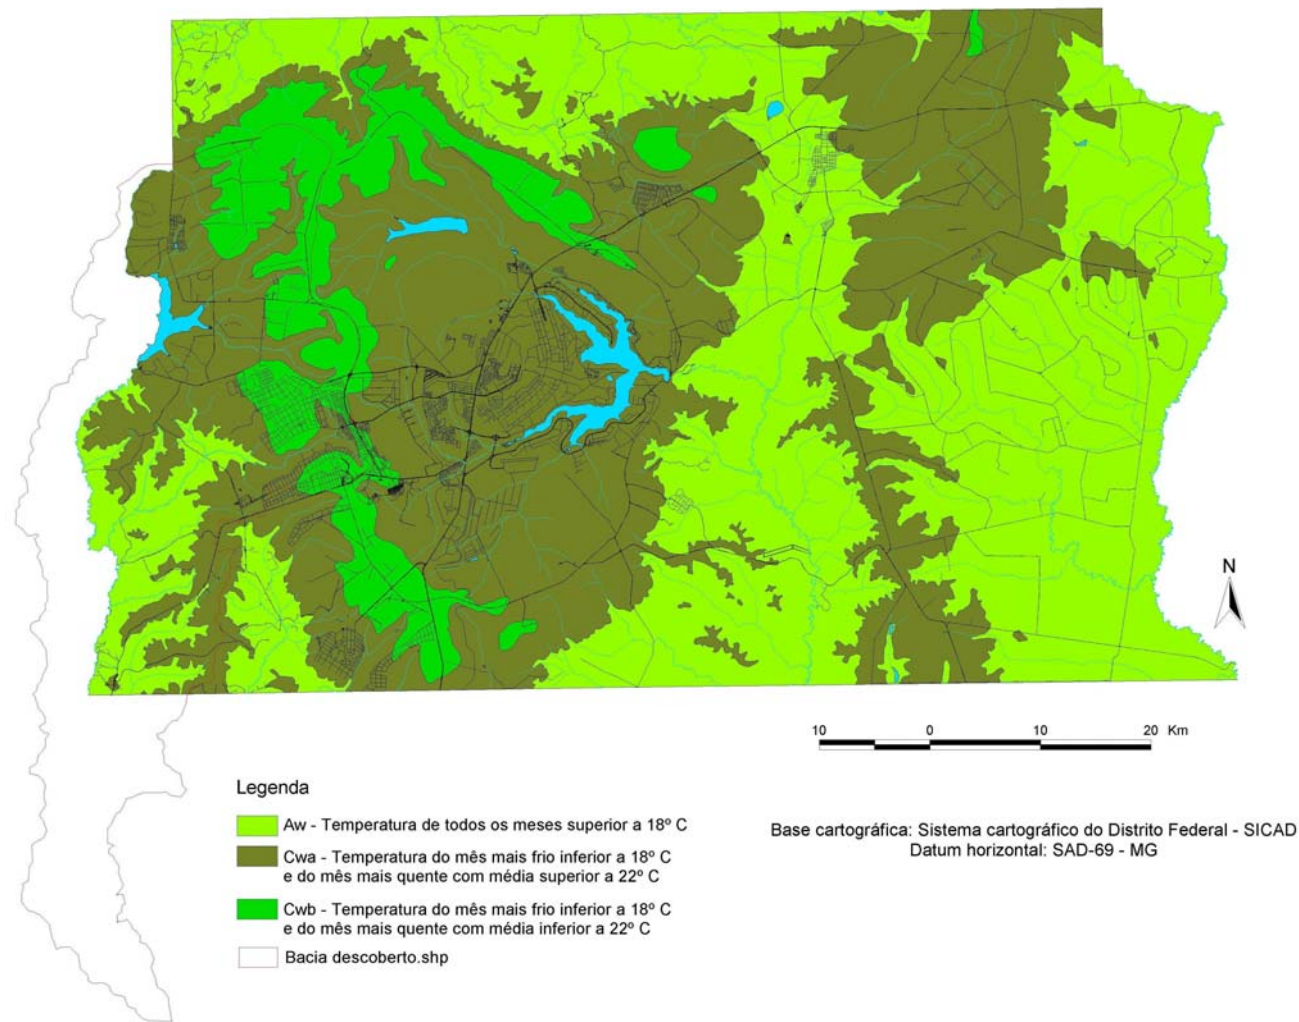 N
10 0 10 20 Km
Legenda
Aw - Temperatura de todos os meses superior a 18º C
Cwa - Temperatura do mês mais frio inferior a 18º C
e do mês mais quente com média superior a 22º C
Cwb - Temperatura do mês mais frio inferior a 18º C
e do mês mais quente com média inferior a 22º C
Bacia descoberto.shp
Base cartográfica: Sistema cartográfico do Distrito Federal - SICAD
Datum horizontal: SAD-69 - MG